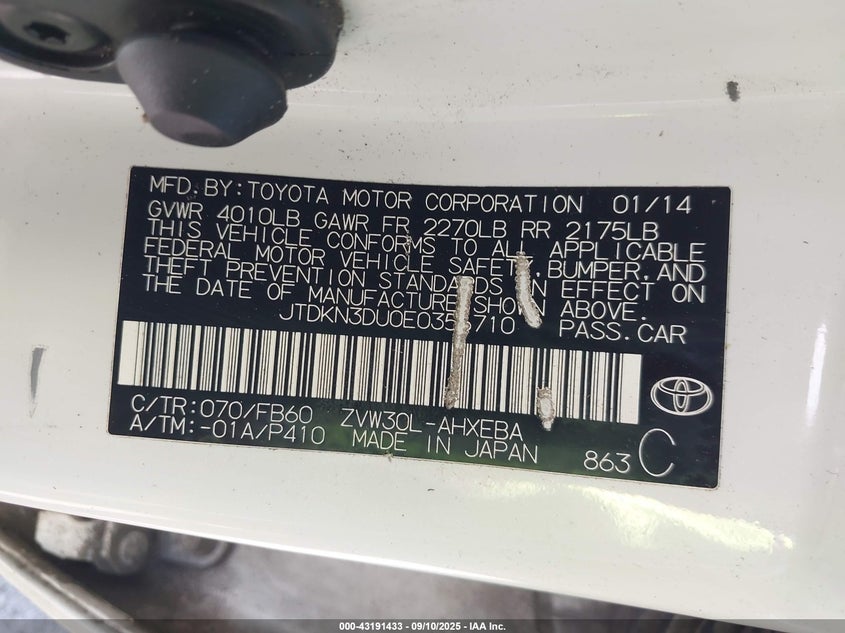 MFD. BY: TOYOTA MOTOR CORPORATION 01/14
GVWR 4010LB GAWR FR 2270LB RR 2175LB
THIS VEHICLE CONFORMS TO ALL APPLICABLE
FEDERAL MOTOR VEHICLE SAFETY, BUMPER, AND
THEFT PREVENTION STANDARDS IN EFFECT ON
THE DATE OF MANUFACTURE SHOWN ABOVE.
PASS. CAR
C/TR: 070/FB60 ZVW30L-AHXEBA
A/TM: -01A/P410 MADE IN JAPAN
863 C
000-43191433 - 09/10/2025 - IAA Inc.